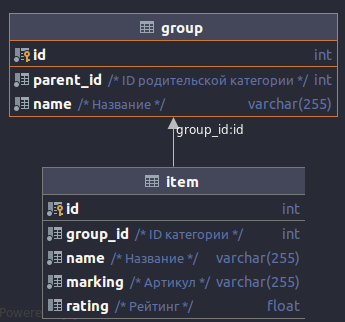 group
id int
parent_id /* ID родительской категории */ int
name /* Название */ varchar(255)
group_id:id
item
id int
group_id /* ID категории */ int
name /* Название */ varchar(255)
marking /* Артикул */ varchar(255)
rating /* Рейтинг */ float
Powere